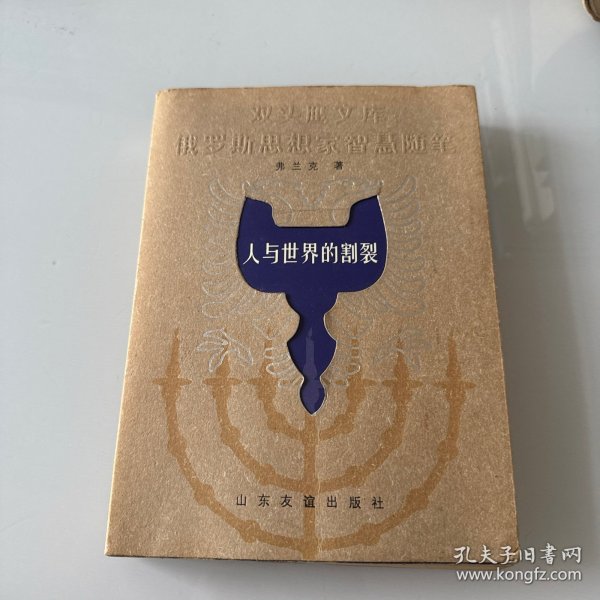 双头鹰文库
俄罗斯思想家智慧随笔
弗兰克 著
人与世界的割裂
山东友谊出版社
孔夫子旧书网
www.kongfz.com